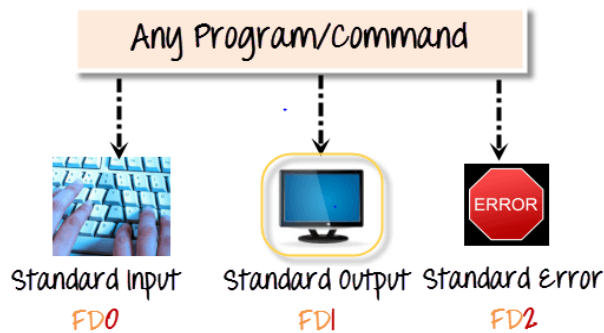 Any Program/Command
ERROR
Standard Input Standard Output Standard Error
FD0 FD1 FD2